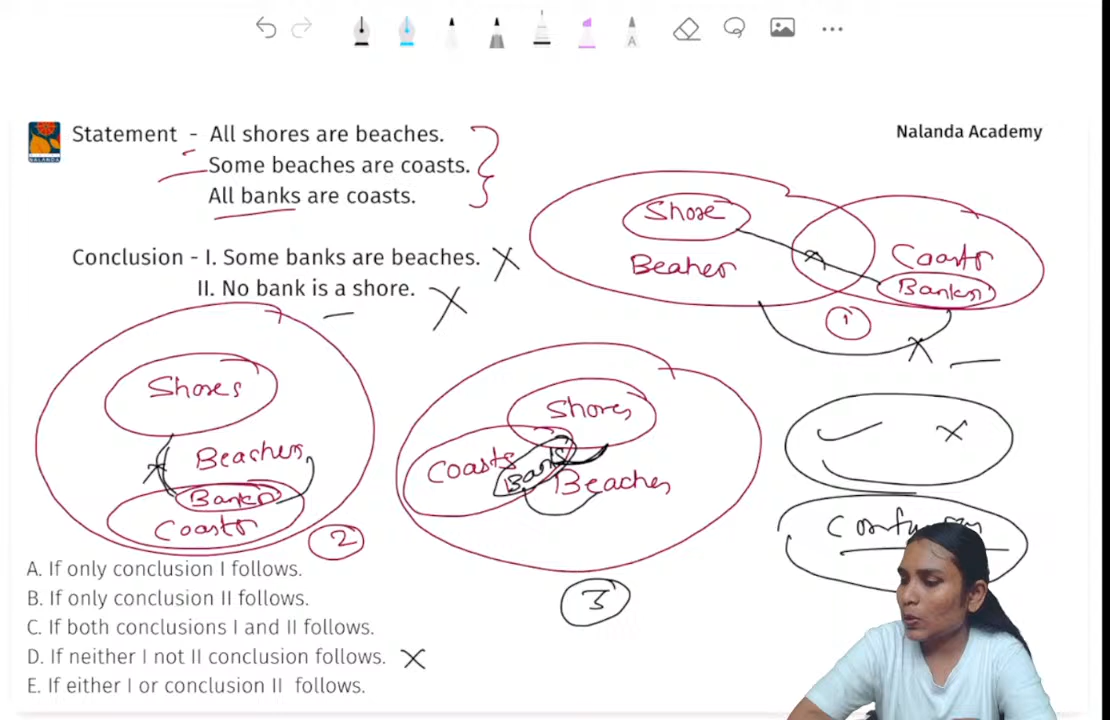 Statement - All shores are beaches.
Nalanda Academy
Some beaches are coasts.
All banks are coasts.
Conclusion - I. Some banks are beaches. X
II. No bank is a shore. X
Shore
Beaches
Coasts
Banks
1
X
Shores
Beaches
Banks
Coasts
2
Shores
Coasts
Banks
Beaches
3
A. If only conclusion I follows.
B. If only conclusion II follows.
C. If both conclusions I and II follows.
D. If neither I not II conclusion follows. X
E. If either I or conclusion II follows.
NALANDA